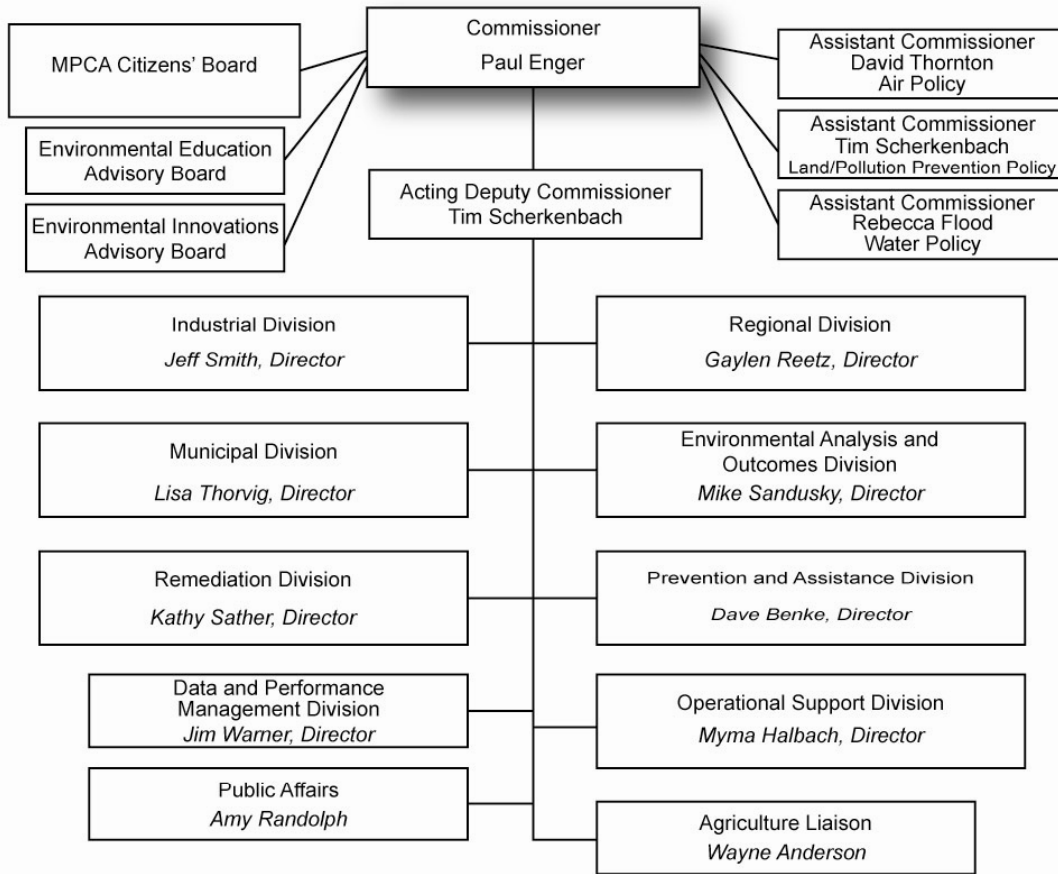 Commissioner
Paul Enger
MPCA Citizens' Board
Environmental Education
Advisory Board
Environmental Innovations
Advisory Board
Assistant Commissioner
David Thornton
Air Policy
Assistant Commissioner
Tim Scherkenbach
Land/Pollution Prevention Policy
Assistant Commissioner
Rebecca Flood
Water Policy
Acting Deputy Commissioner
Tim Scherkenbach
Industrial Division
Jeff Smith, Director
Regional Division
Gaylen Reetz, Director
Municipal Division
Lisa Thorvig, Director
Environmental Analysis and
Outcomes Division
Mike Sandusky, Director
Remediation Division
Kathy Sather, Director
Prevention and Assistance Division
Dave Benke, Director
Data and Performance
Management Division
Jim Warner, Director
Operational Support Division
Myma Halbach, Director
Public Affairs
Amy Randolph
Agriculture Liaison
Wayne Anderson